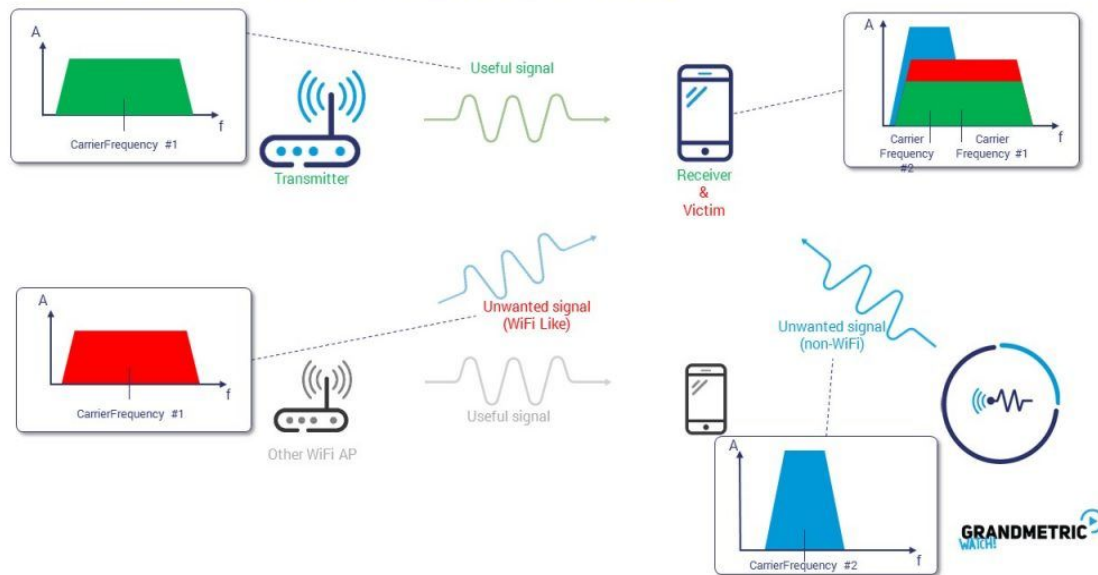 A
f
CarrierFrequency #1
Transmitter
Useful signal
Receiver
&
Victim
A
f
Carrier
Frequency
#2
Carrier
Frequency #1
A
f
CarrierFrequency #1
Other WiFi AP
Unwanted signal
(WiFi Like)
Useful signal
Unwanted signal
(non-WiFi)
A
f
CarrierFrequency #2
GRANDMETRIC
WATCH!